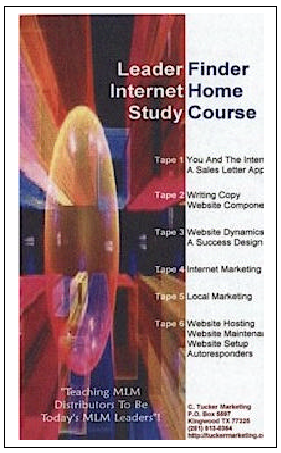 Leader Finder
Internet Home
Study Course
Tape 1 You And The Intern
A Sales Letter App
Tape 2 Writing Copy
Website Compone
Tape 3 Website Dynamics
A Success Design
Tape 4 Internet Marketing
Tape 5 Local Marketing
Tape 6 Website Hosting
Website Maintena
Website Setup
Autoresponders
"Teaching MLM
Distributors To Be
Today's MLM Leaders"!
C. Tucker Marketing
P.O. Box
Kingwood TX 77325
(281)
http://tuckermarketing.co